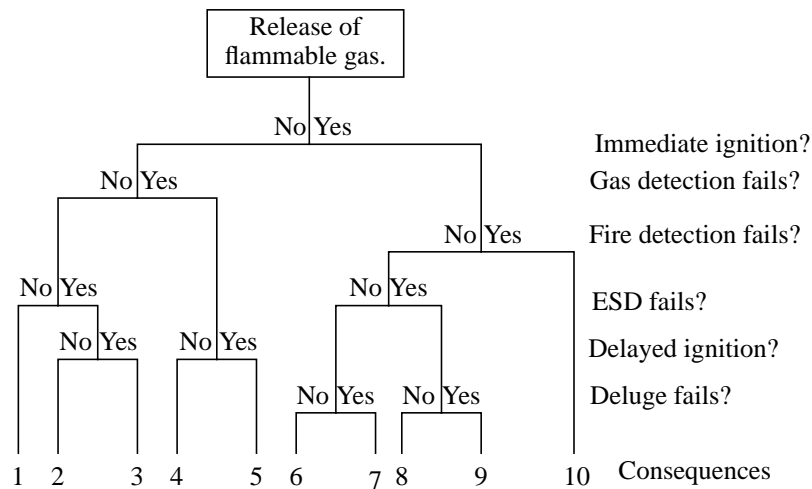 Release of
flammable gas.
No Yes
Immediate ignition?
No Yes
Gas detection fails?
No Yes
Fire detection fails?
No Yes
No Yes
ESD fails?
No Yes
No Yes
Delayed ignition?
No Yes
No Yes
Deluge fails?
1 2 3 4 5 6 7 8 9 10
Consequences